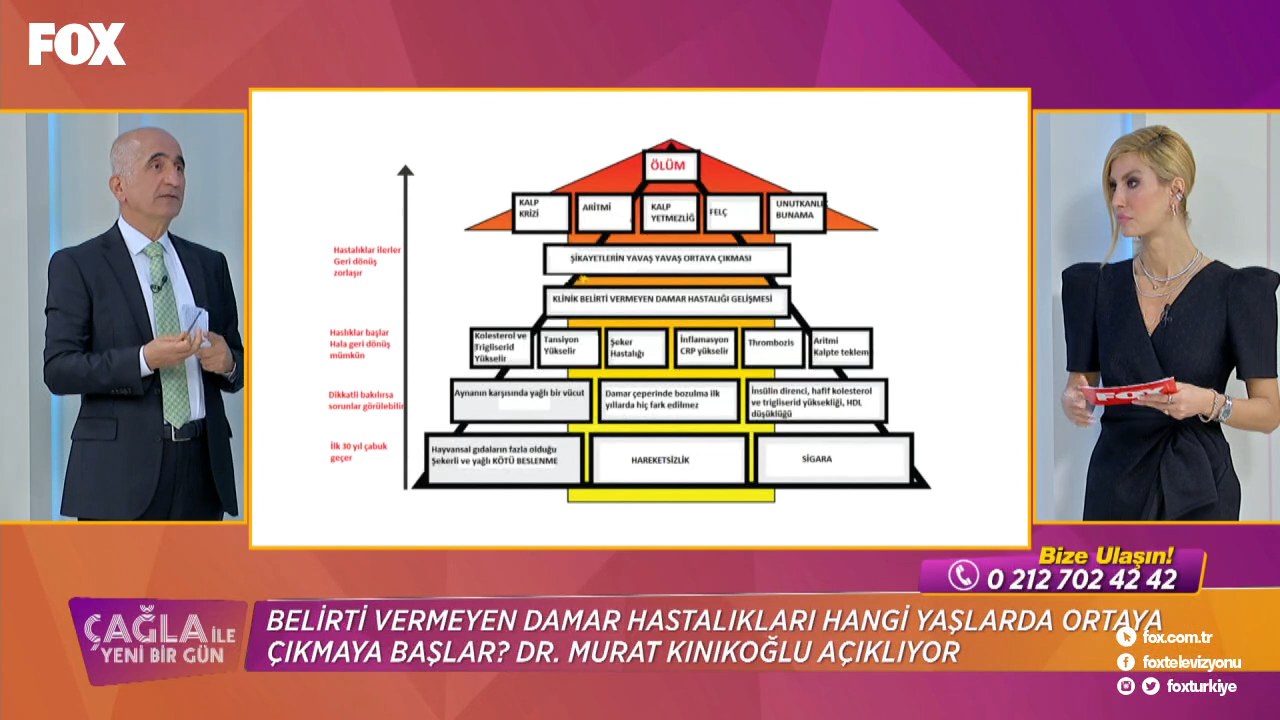 FOX
ÖLÜM
KALP
KRİZİ
ARİTMİ
KALP
YETMEZLİĞ
FELÇ
UNUTKANLI
BUNAMA
Hastalıklar ilerler
Geri dönüş
zorlaşır
ŞİKAYETLERİN YAVAŞ YAVAŞ ORTAYA ÇIKMASI
KLİNİK BELİRTİ VERMEYEN DAMAR HASTALIĞI GELİŞMESİ
Haslıklar başlar
Hala geri dönüş
mümkün
Kolesterol ve
Trigliserid
Yükselir
Tansiyon
Yükselir
Şeker
Hastalığı
İnflamasyon
CRP yükselir
Thrombozis
Aritmi
Kalpte teklem
Dikkatli bakılırsa
sorunlar görülebilir
Aynanın karşısında yağlı bir vücut
Damar çeperinde bozulma ilk
yıllarda hiç fark edilmez
İnsülin direnci, hafif kolesterol
ve trigliserid yüksekliği, HDL
düşüklüğü
İlk 30 yıl çabuk
geçer
Hayvansal gıdaların fazla olduğu
Şekerli ve yağlı KÖTÜ BESLENME
HAREKETSİZLİK
SİGARA
FOX
Bize Ulaşın!
0 212 702 42 42
ÇAĞLA İLE
YENİ BİR GÜN
BELİRTİ VERMEYEN DAMAR HASTALIKLARI HANGİ YAŞLARDA ORTAYA
ÇIKMAYA BAŞLAR? DR. MURAT KINIKOĞLU AÇIKLIYOR
fox.com.tr
foxtelevizyonu
foxturkiye